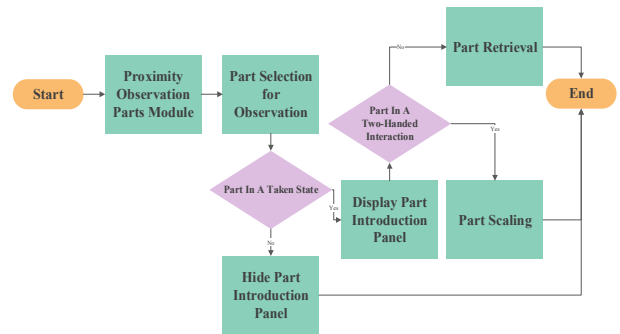 Start
Proximity
Observation
Parts Module
Part Selection
for
Observation
Part In A Taken State
Yes
No
Hide Part
Introduction
Panel
Display Part
Introduction
Panel
Part In A
Two-Handed
Interaction
No
Yes
Part Retrieval
Part Scaling
End